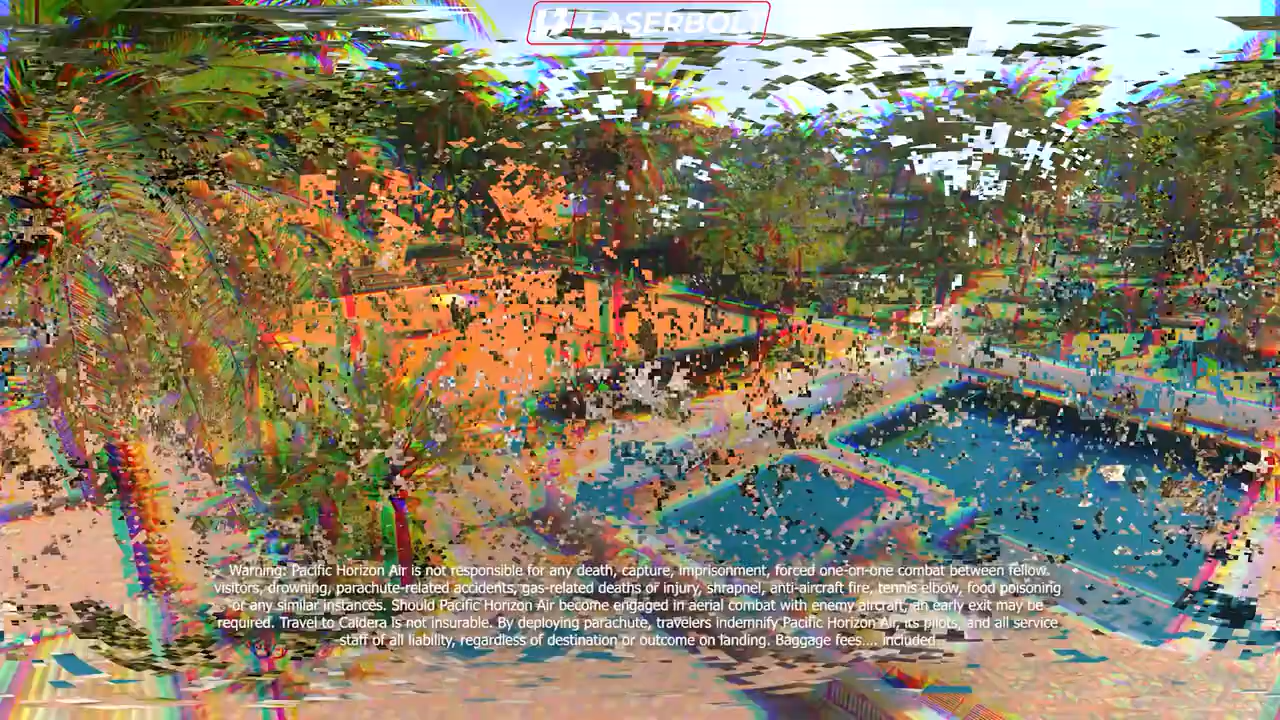 LASERBOLT
Warning: Pacific Horizon Air is not responsible for any death, capture, imprisonment, forced one-on-one combat between fellow
visitors, drowning, parachute-related accidents, gas-related deaths or injury, shrapnel, anti-aircraft fire, tennis elbow, food poisoning
or any similar instances. Should Pacific Horizon Air become engaged in aerial combat with enemy aircraft, an early exit may be
required. Travel to Caldera is not insurable. By deploying parachute, travelers indemnify Pacific Horizon Air, its pilots, and all service
staff of all liability, regardless of destination or outcome on landing. Baggage fees.... included